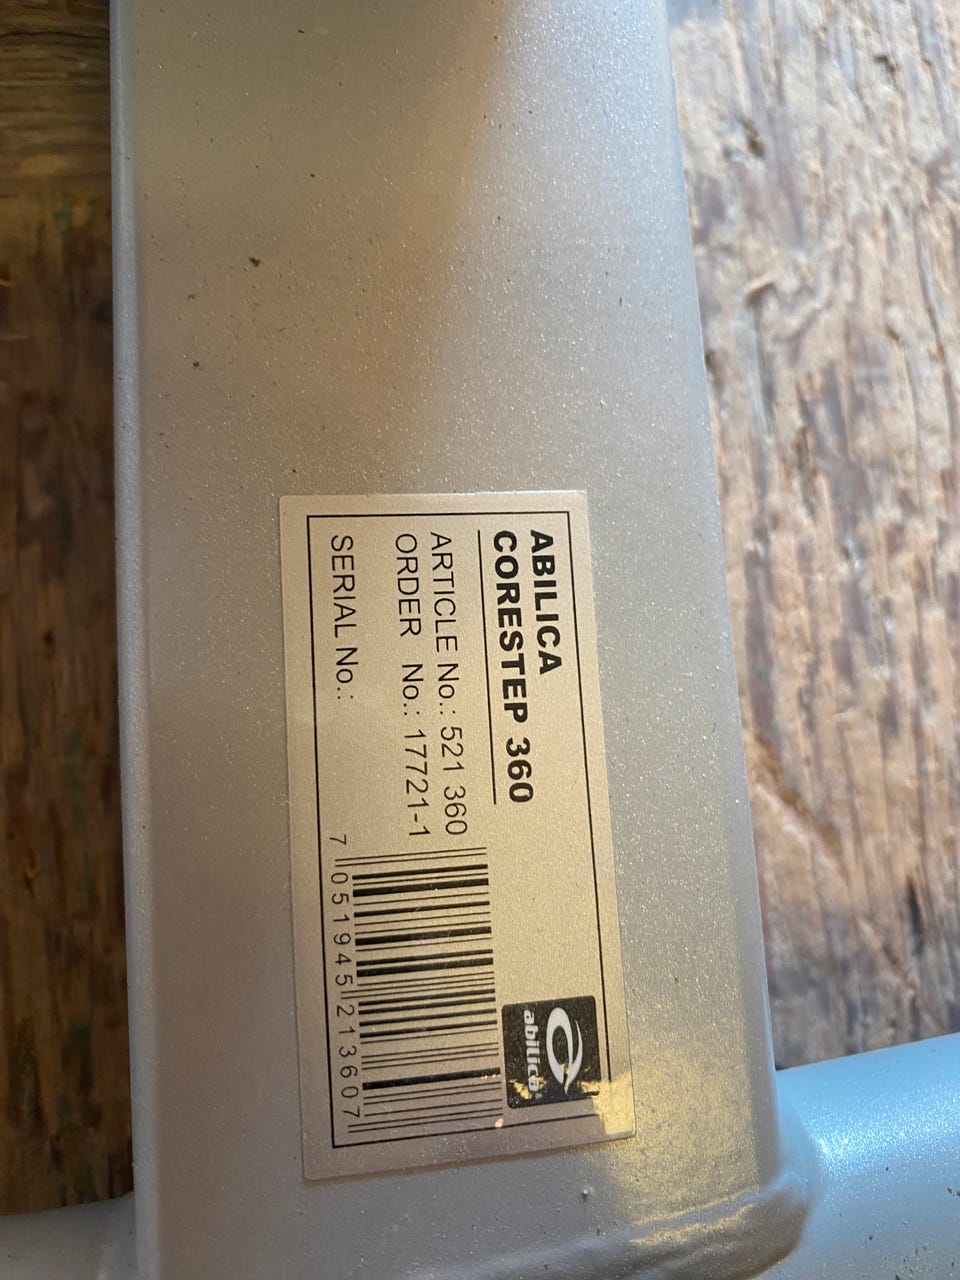 ABILICA
CORESTEP 360
ARTICLE No.: 521 360
ORDER No.: 17721-1
SERIAL No.:
7 051945 213607
abilica